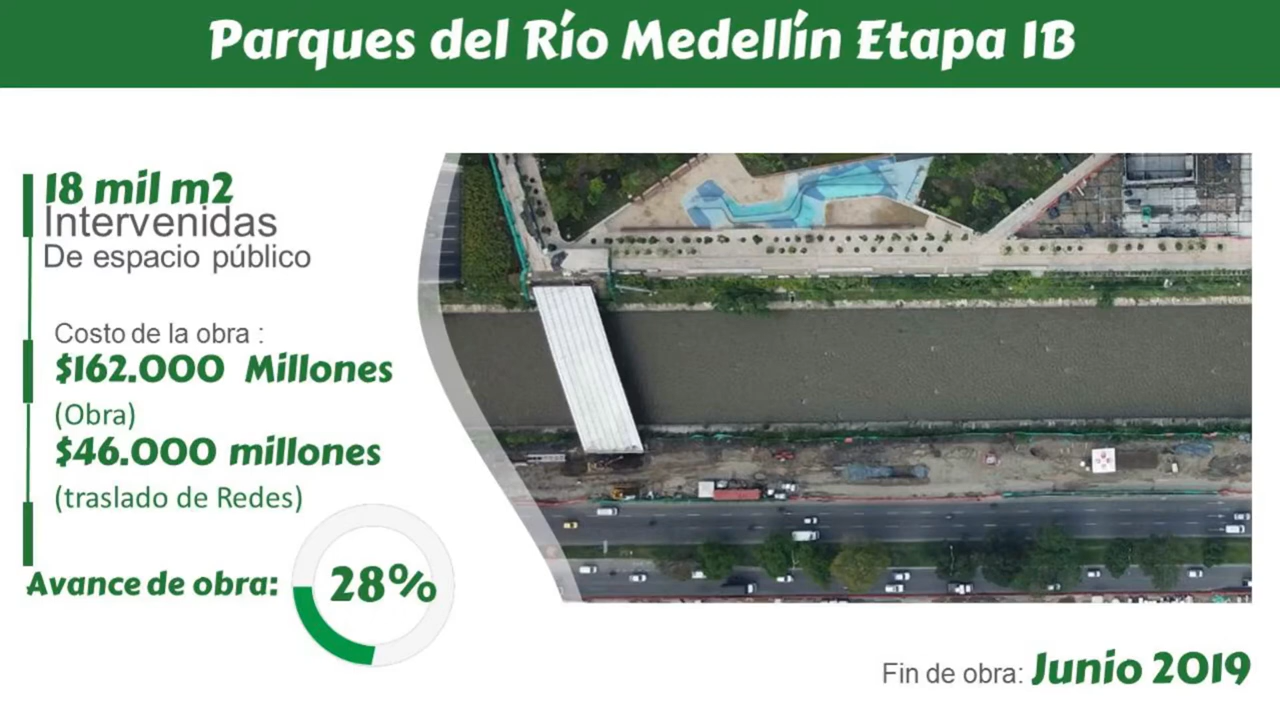 Parques del Río Medellín Etapa 1B
18 mil m2
Intervenidas
De espacio público
Costo de la obra :
$162.000 Millones
(Obra)
$46.000 millones
(traslado de Redes)
Avance de obra:
28%
Fin de obra: Junio 2019